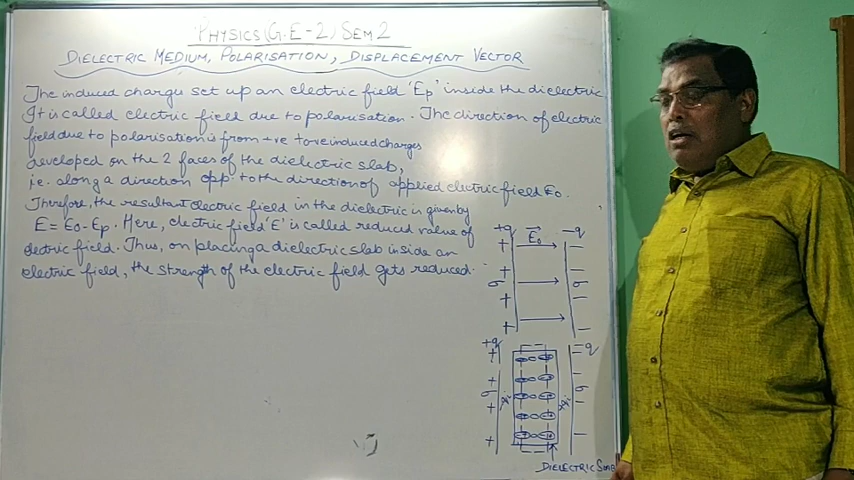 PHYSICS (G.E-2) SEM 2
DIELECTRIC MEDIUM, POLARISATION, DISPLACEMENT VECTOR
The induced charges set up an electric field 'Ep' inside the dielectric
It is called electric field due to polarisation. The direction of electric
field due to polarisation is from +ve to -ve induced charges
developed on the 2 faces of the dielectric slab,
i.e. along a direction opp. to the direction of applied electric field E0.
Therefore, the resultant electric field in the dielectric is given by
E = E0 - Ep. Here, electric field 'E' is called reduced value of
electric field. Thus, on placing a dielectric slab inside an
electric field, the strength of the electric field gets reduced.
+q E0 -q
+ -
+ -
σ σ
+ -
+ -
+q -q
+ -
+ -
σ σ
+ -
+ -
DIELECTRIC SLAB